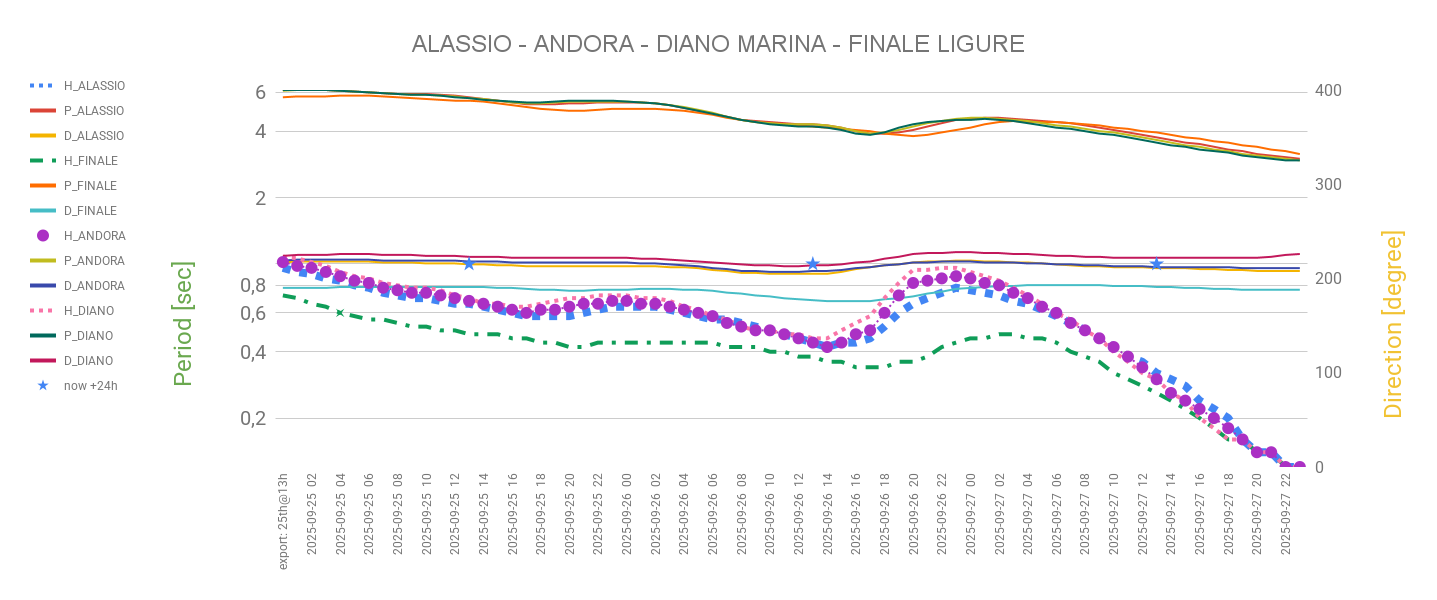 ALASSIO - ANDORA - DIANO MARINA - FINALE LIGURE
H_ALASSIO
P_ALASSIO
D_ALASSIO
H_FINALE
P_FINALE
D_FINALE
H_ANDORA
P_ANDORA
D_ANDORA
H_DIANO
P_DIANO
D_DIANO
now +24h
Period [sec]
6
4
2
0,8
0,6
0,4
0,2
400
300
200
100
0
Direction [degree]
export: 25th@13h
2025-09-25 02
2025-09-25 04
2025-09-25 06
2025-09-25 08
2025-09-25 10
2025-09-25 12
2025-09-25 14
2025-09-25 16
2025-09-25 18
2025-09-25 20
2025-09-25 22
2025-09-26 00
2025-09-26 02
2025-09-26 04
2025-09-26 06
2025-09-26 08
2025-09-26 10
2025-09-26 12
2025-09-26 14
2025-09-26 16
2025-09-26 18
2025-09-26 20
2025-09-26 22
2025-09-27 00
2025-09-27 02
2025-09-27 04
2025-09-27 06
2025-09-27 08
2025-09-27 10
2025-09-27 12
2025-09-27 14
2025-09-27 16
2025-09-27 18
2025-09-27 20
2025-09-27 22